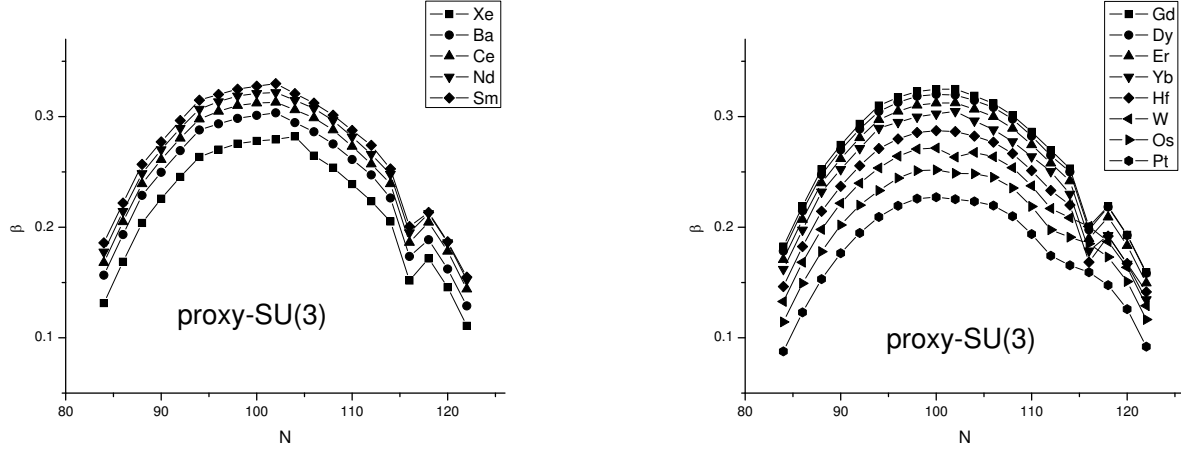 Xe
Ba
Ce
Nd
Sm
0.3
0.2
0.1
β
proxy-SU(3)
80
90
100
110
120
N
Gd
Dy
Er
Yb
Hf
W
Os
Pt
0.3
0.2
0.1
β
proxy-SU(3)
80
90
100
110
120
N